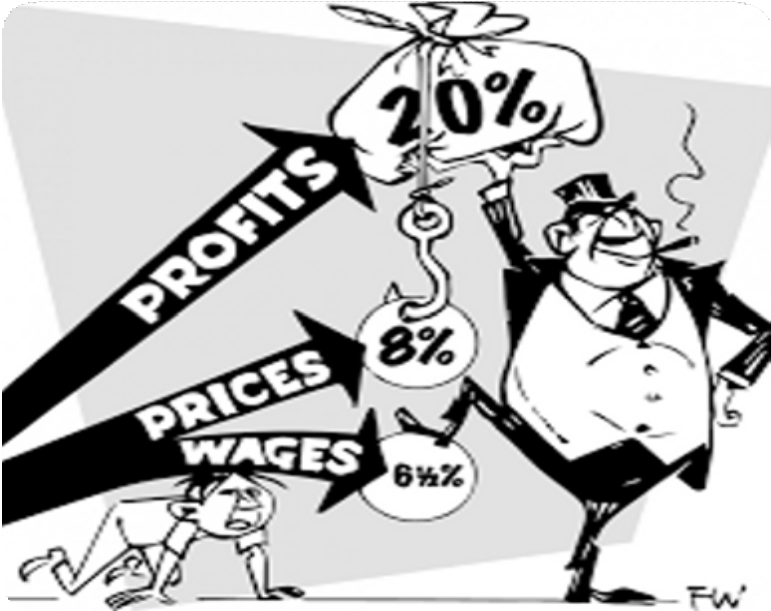 20%
PROFITS
8%
PRICES
WAGES
6½%
FW